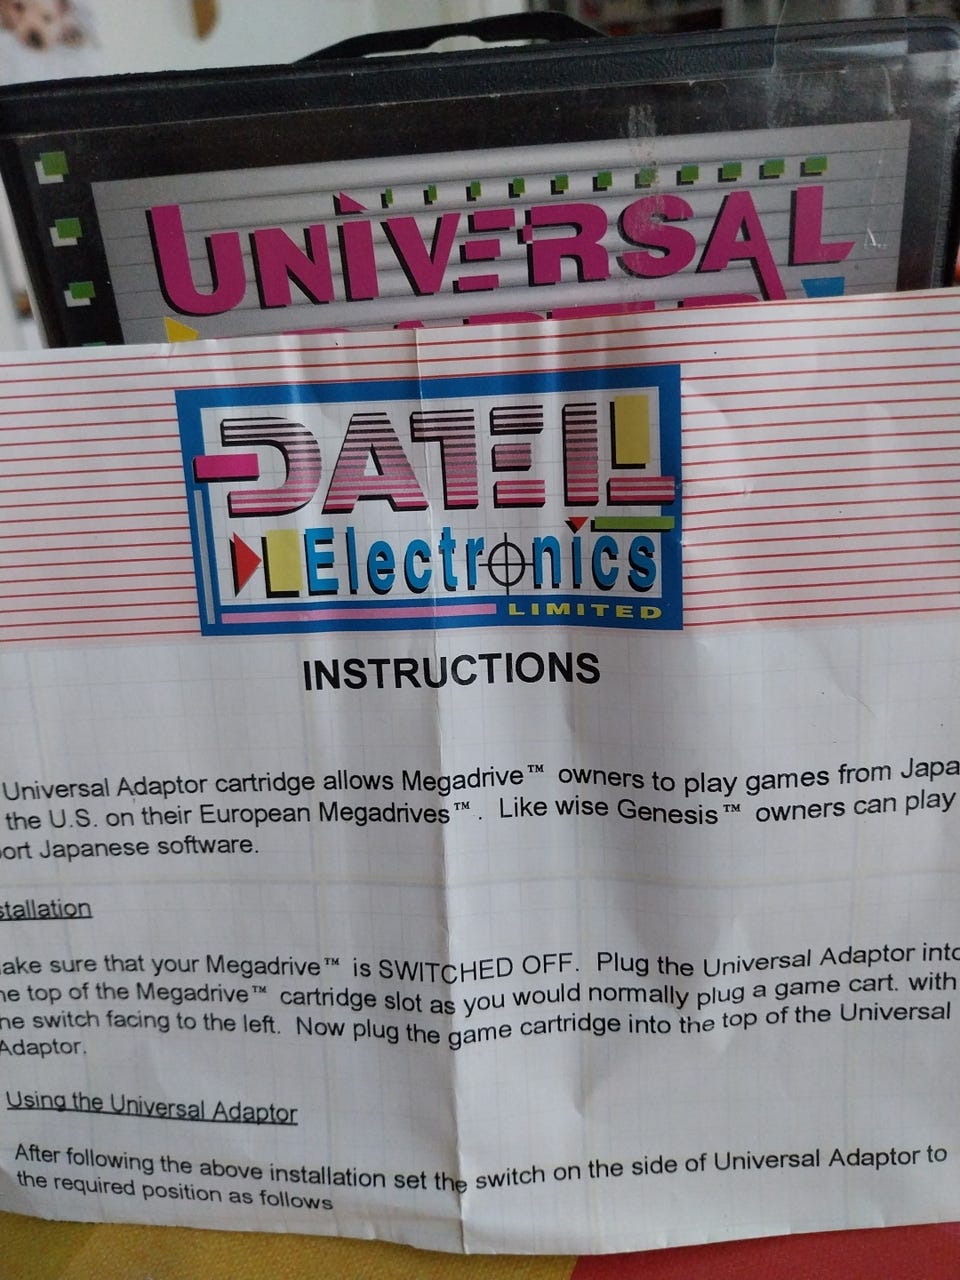 UNIVERSAL
DATEL
Electronics
LIMITED
INSTRUCTIONS
Universal Adaptor cartridge allows Megadrive™ owners to play games from Japa
the U.S. on their European Megadrives™. Like wise Genesis™ owners can play
ort Japanese software.
stallation
ake sure that your Megadrive™ is SWITCHED OFF. Plug the Universal Adaptor into
he top of the Megadrive™ cartridge slot as you would normally plug a game cart. with
he switch facing to the left. Now plug the game cartridge into the top of the Universal
Adaptor.
Using the Universal Adaptor
After following the above installation set the switch on the side of Universal Adaptor to
the required position as follows